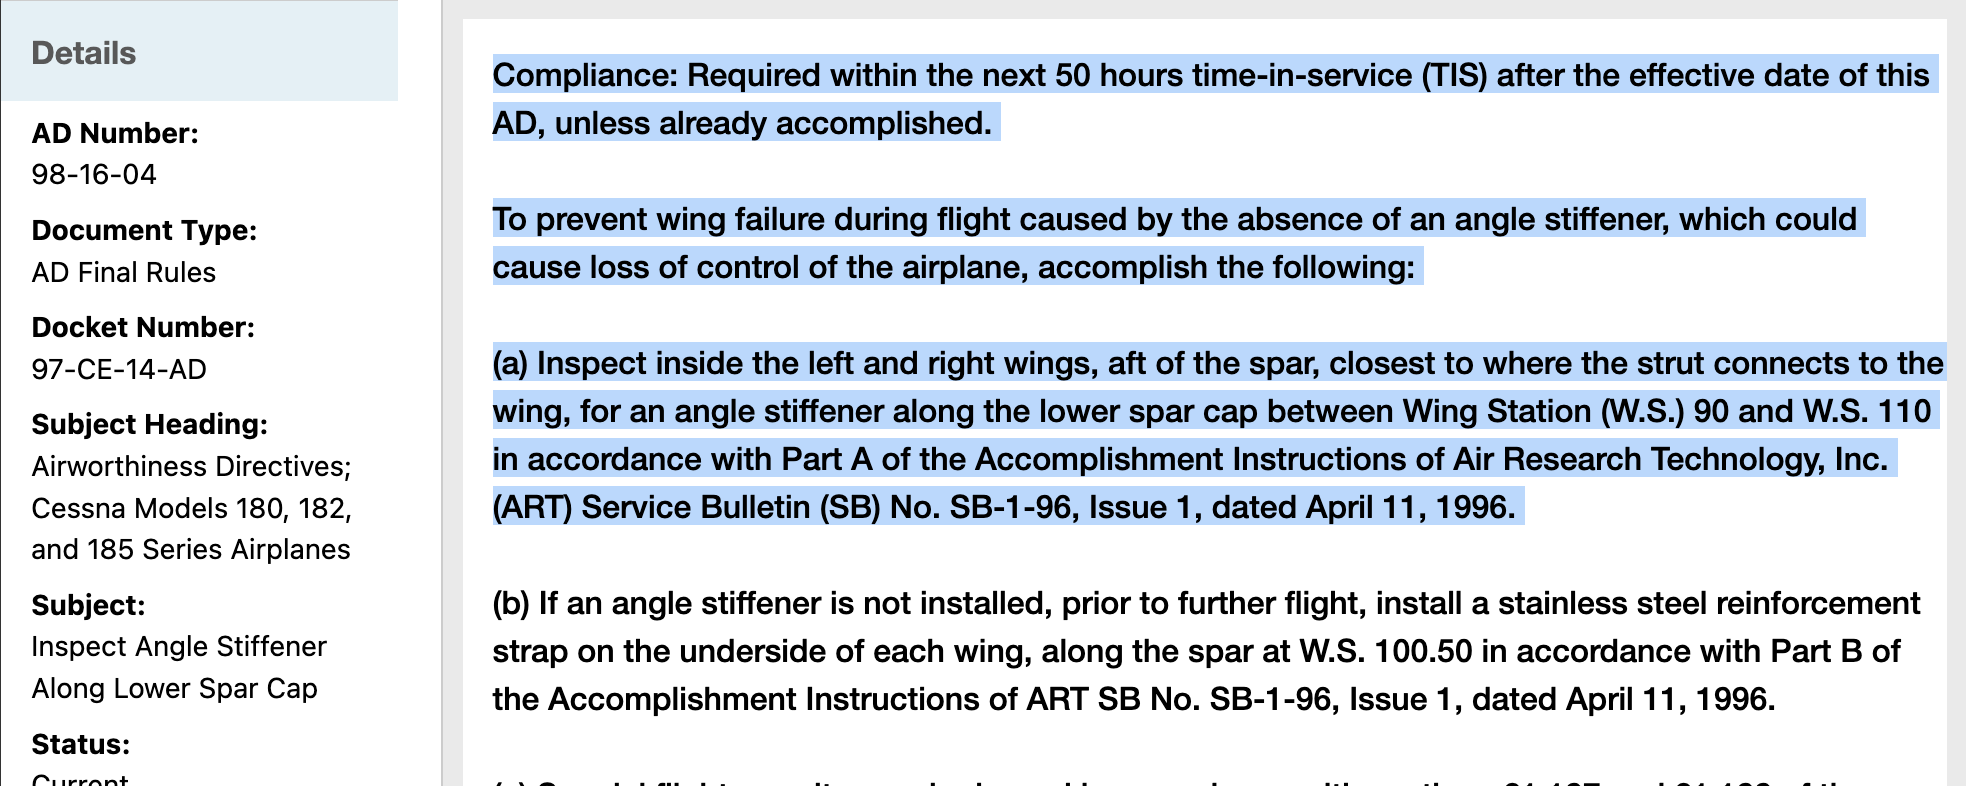 Details
AD Number:
98-16-04
Document Type:
AD Final Rules
Docket Number:
97-CE-14-AD
Subject Heading:
Airworthiness Directives;
Cessna Models 180, 182,
and 185 Series Airplanes
Subject:
Inspect Angle Stiffener
Along Lower Spar Cap
Status:
Current
Compliance: Required within the next 50 hours time-in-service (TIS) after the effective date of this
AD, unless already accomplished.
To prevent wing failure during flight caused by the absence of an angle stiffener, which could
cause loss of control of the airplane, accomplish the following:
(a) Inspect inside the left and right wings, aft of the spar, closest to where the strut connects to the
wing, for an angle stiffener along the lower spar cap between Wing Station (W.S.) 90 and W.S. 110
in accordance with Part A of the Accomplishment Instructions of Air Research Technology, Inc.
(ART) Service Bulletin (SB) No. SB-1-96, Issue 1, dated April 11, 1996.
(b) If an angle stiffener is not installed, prior to further flight, install a stainless steel reinforcement
strap on the underside of each wing, along the spar at W.S. 100.50 in accordance with Part B of
the Accomplishment Instructions of ART SB No. SB-1-96, Issue 1, dated April 11, 1996.